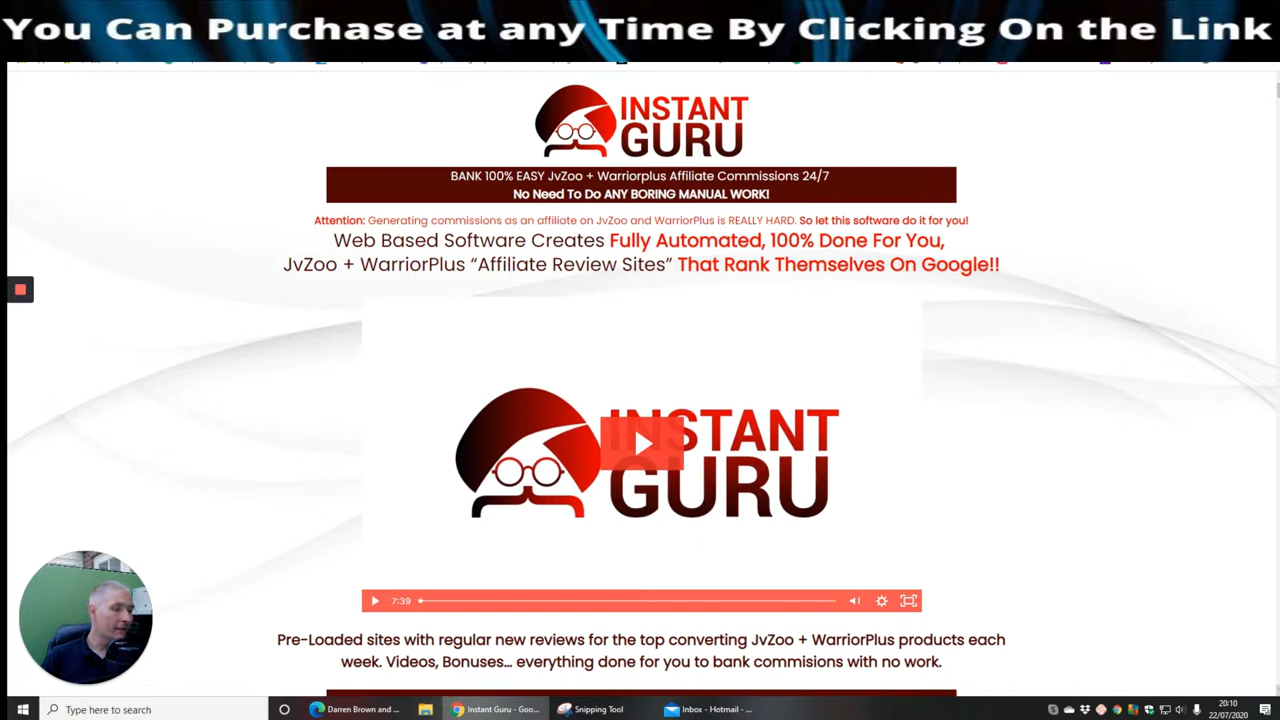 You Can Purchase at any Time By Clicking On the Link
INSTANT
GURU
BANK 100% EASY JvZoo + Warriorplus Affiliate Commissions 24/7
No Need To Do ANY BORING MANUAL WORK!
Attention: Generating commissions as an affiliate on JvZoo and WarriorPlus is REALLY HARD. So let this software do it for you!
Web Based Software Creates Fully Automated, 100% Done For You,
JvZoo + WarriorPlus “Affiliate Review Sites” That Rank Themselves On Google!!
INSTANT
GURU
7:39
Pre-Loaded sites with regular new reviews for the top converting JvZoo + WarriorPlus products each
week. Videos, Bonuses... everything done for you to bank commisions with no work.
Type here to search
Darren Brown and ...
Instant Guru - Goo...
Snipping Tool
Inbox - Hotmail - ...
20:10
22/07/2020